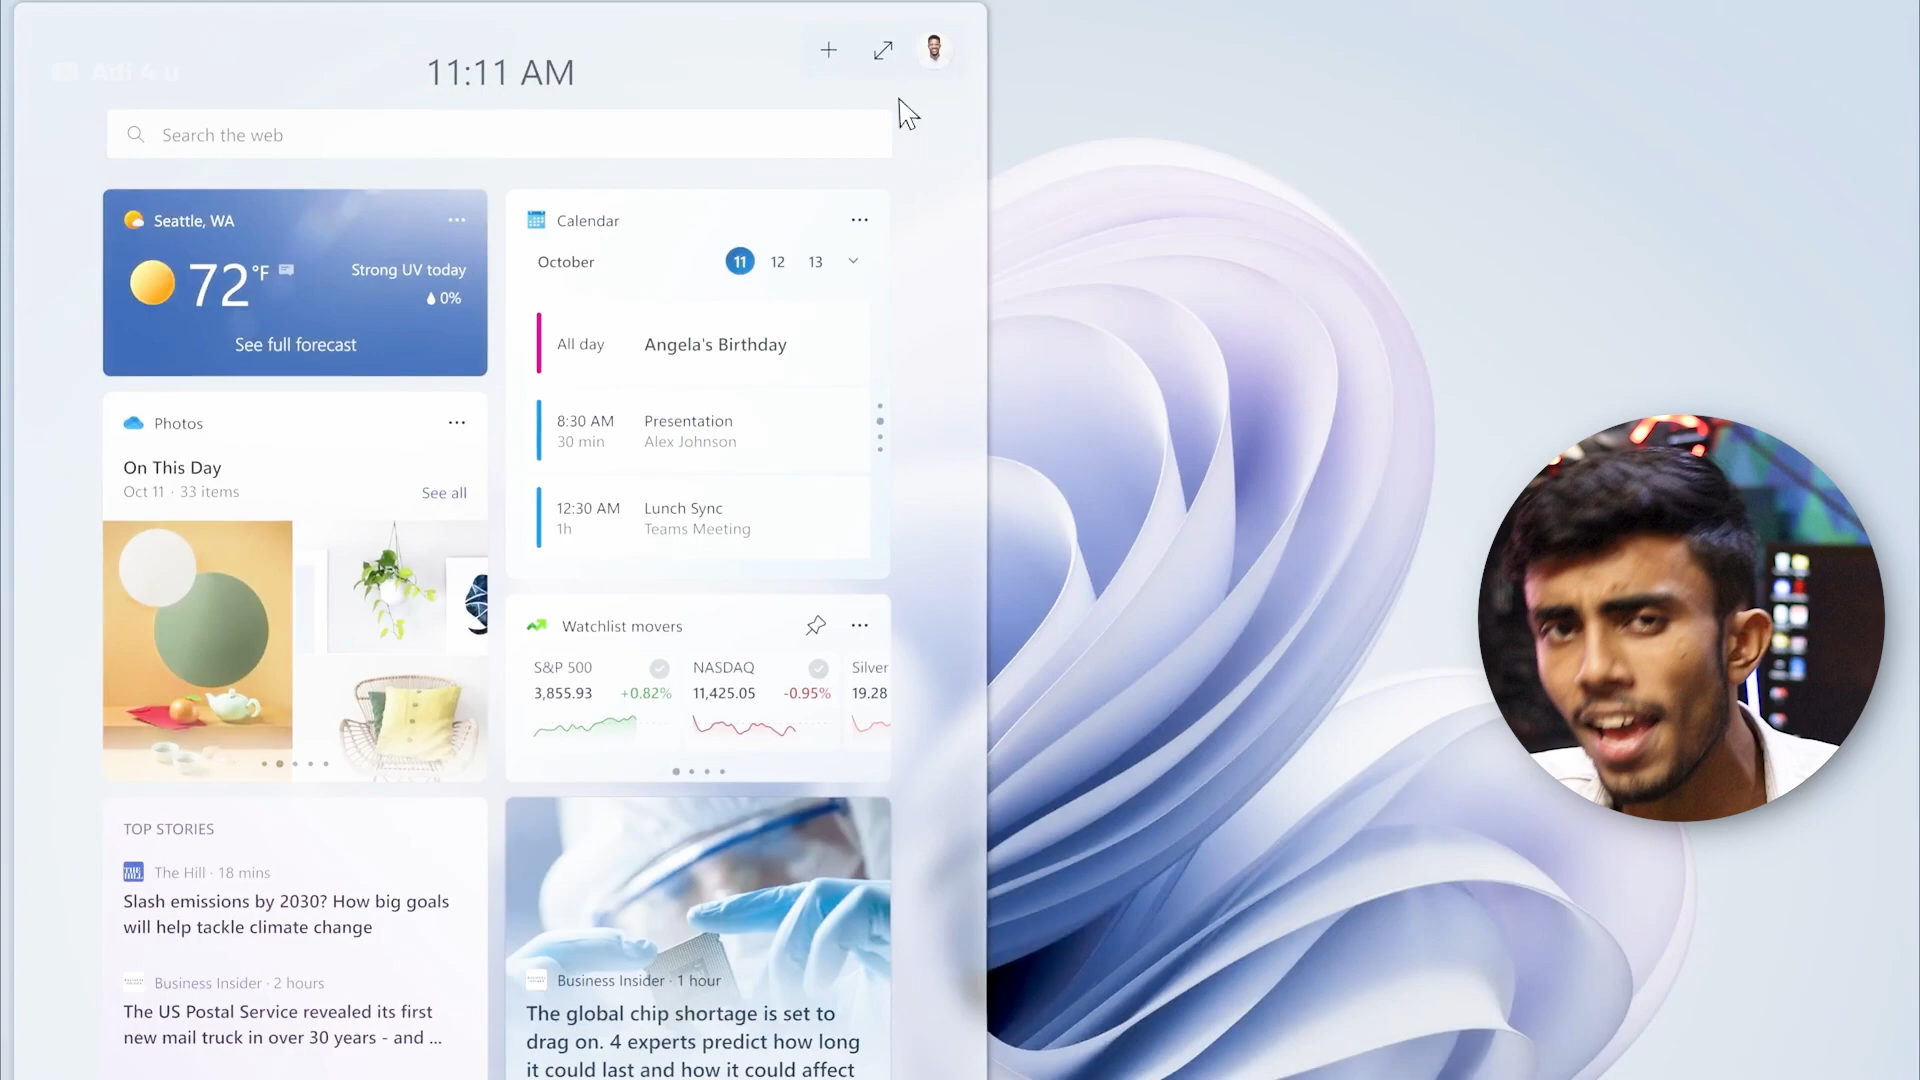 Adi 4 u
11:11 AM
Search the web
Seattle, WA
72 °F
Strong UV today
0%
See full forecast
Photos
On This Day
Oct 11 · 33 items
See all
Calendar
October
11 12 13
All day Angela's Birthday
8:30 AM Presentation
30 min Alex Johnson
12:30 AM Lunch Sync
1h Teams Meeting
Watchlist movers
S&P 500
3,855.93 +0.82%
NASDAQ
11,425.05 -0.95%
Silver
19.28
TOP STORIES
The Hill · 18 mins
Slash emissions by 2030? How big goals
will help tackle climate change
Business Insider · 2 hours
The US Postal Service revealed its first
new mail truck in over 30 years - and ...
Business Insider · 1 hour
The global chip shortage is set to
drag on. 4 experts predict how long
it could last and how it could affect